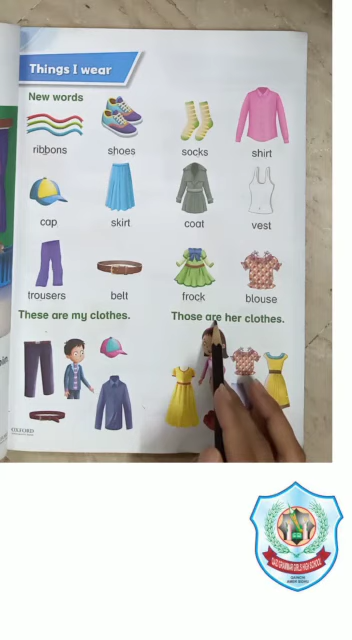 Things I wear
New words
ribbons shoes socks shirt
cap skirt coat vest
trousers belt frock blouse
These are my clothes. Those are her clothes.
OXFORD